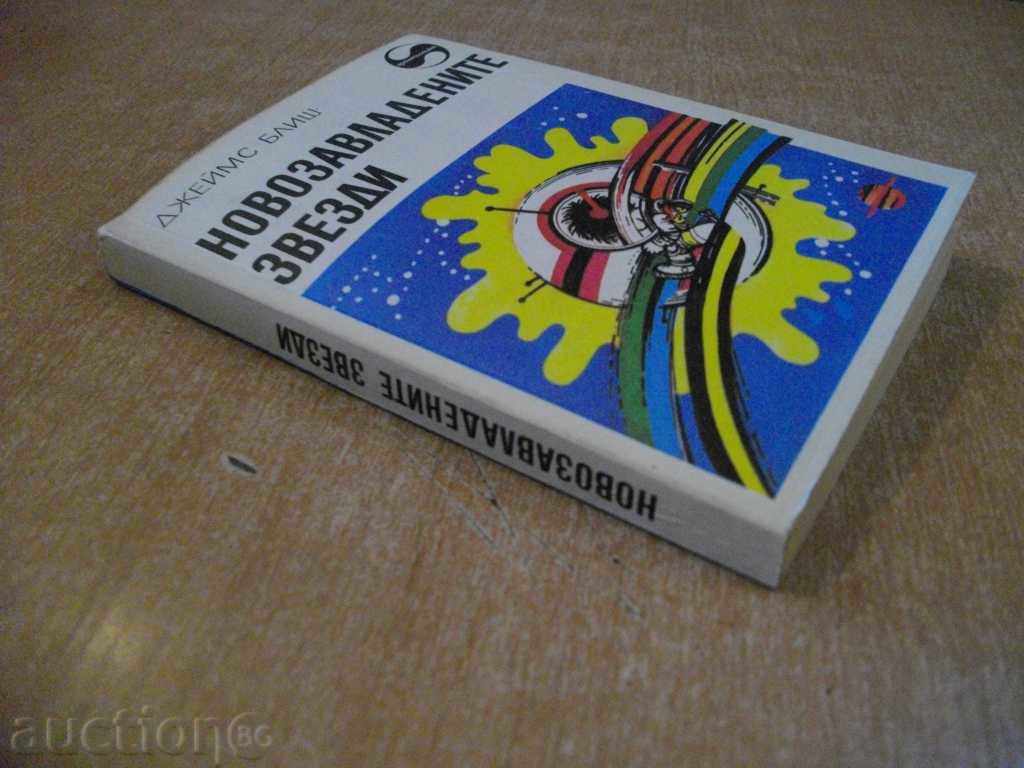 ДЖЕЙМС БЛИШ
НОВОЗАВЛАДЕНИТЕ
ЗВЕЗДИ
НОВОЗАВЛАДЕНИТЕ ЗВЕЗДИ
auction BG